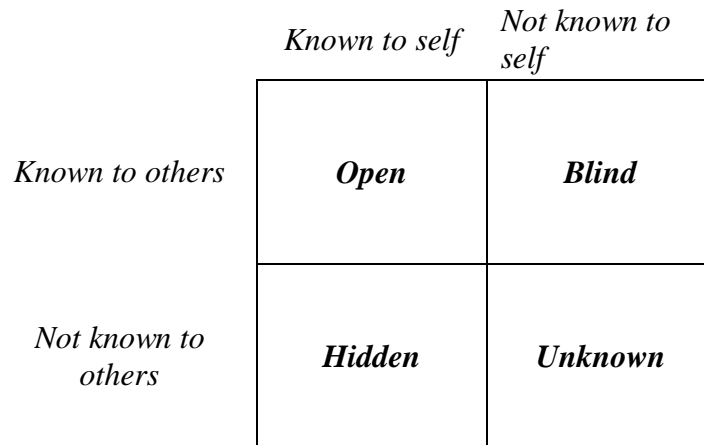 Known to self
Not known to
self
Known to others
Open
Blind
Not known to
others
Hidden
Unknown